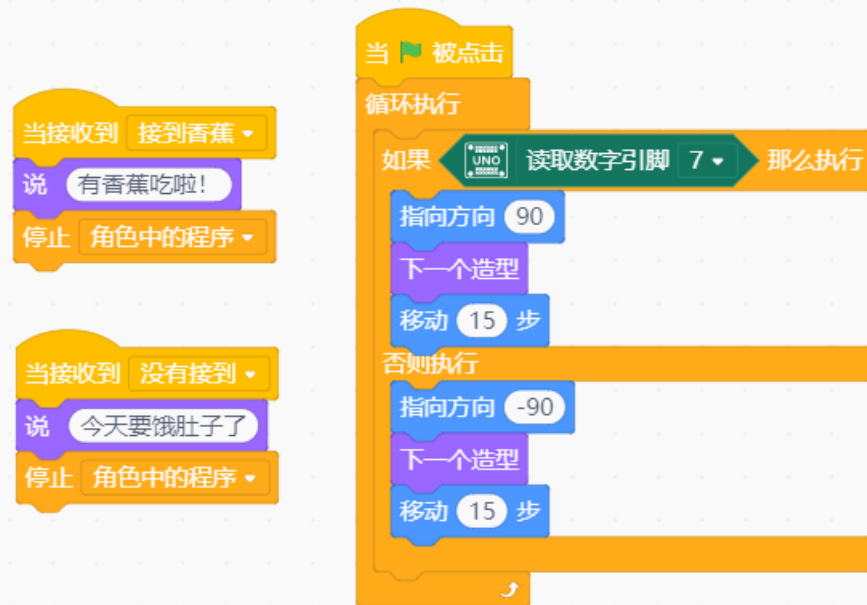 当接收到 接到香蕉
说 有香蕉吃啦！
停止 角色中的程序
当接收到 没有接到
说 今天要饿肚子了
停止 角色中的程序
当 被点击
循环执行
如果 UNO 读取数字引脚 7 那么执行
指向方向 90
下一个造型
移动 15 步
否则执行
指向方向 -90
下一个造型
移动 15 步